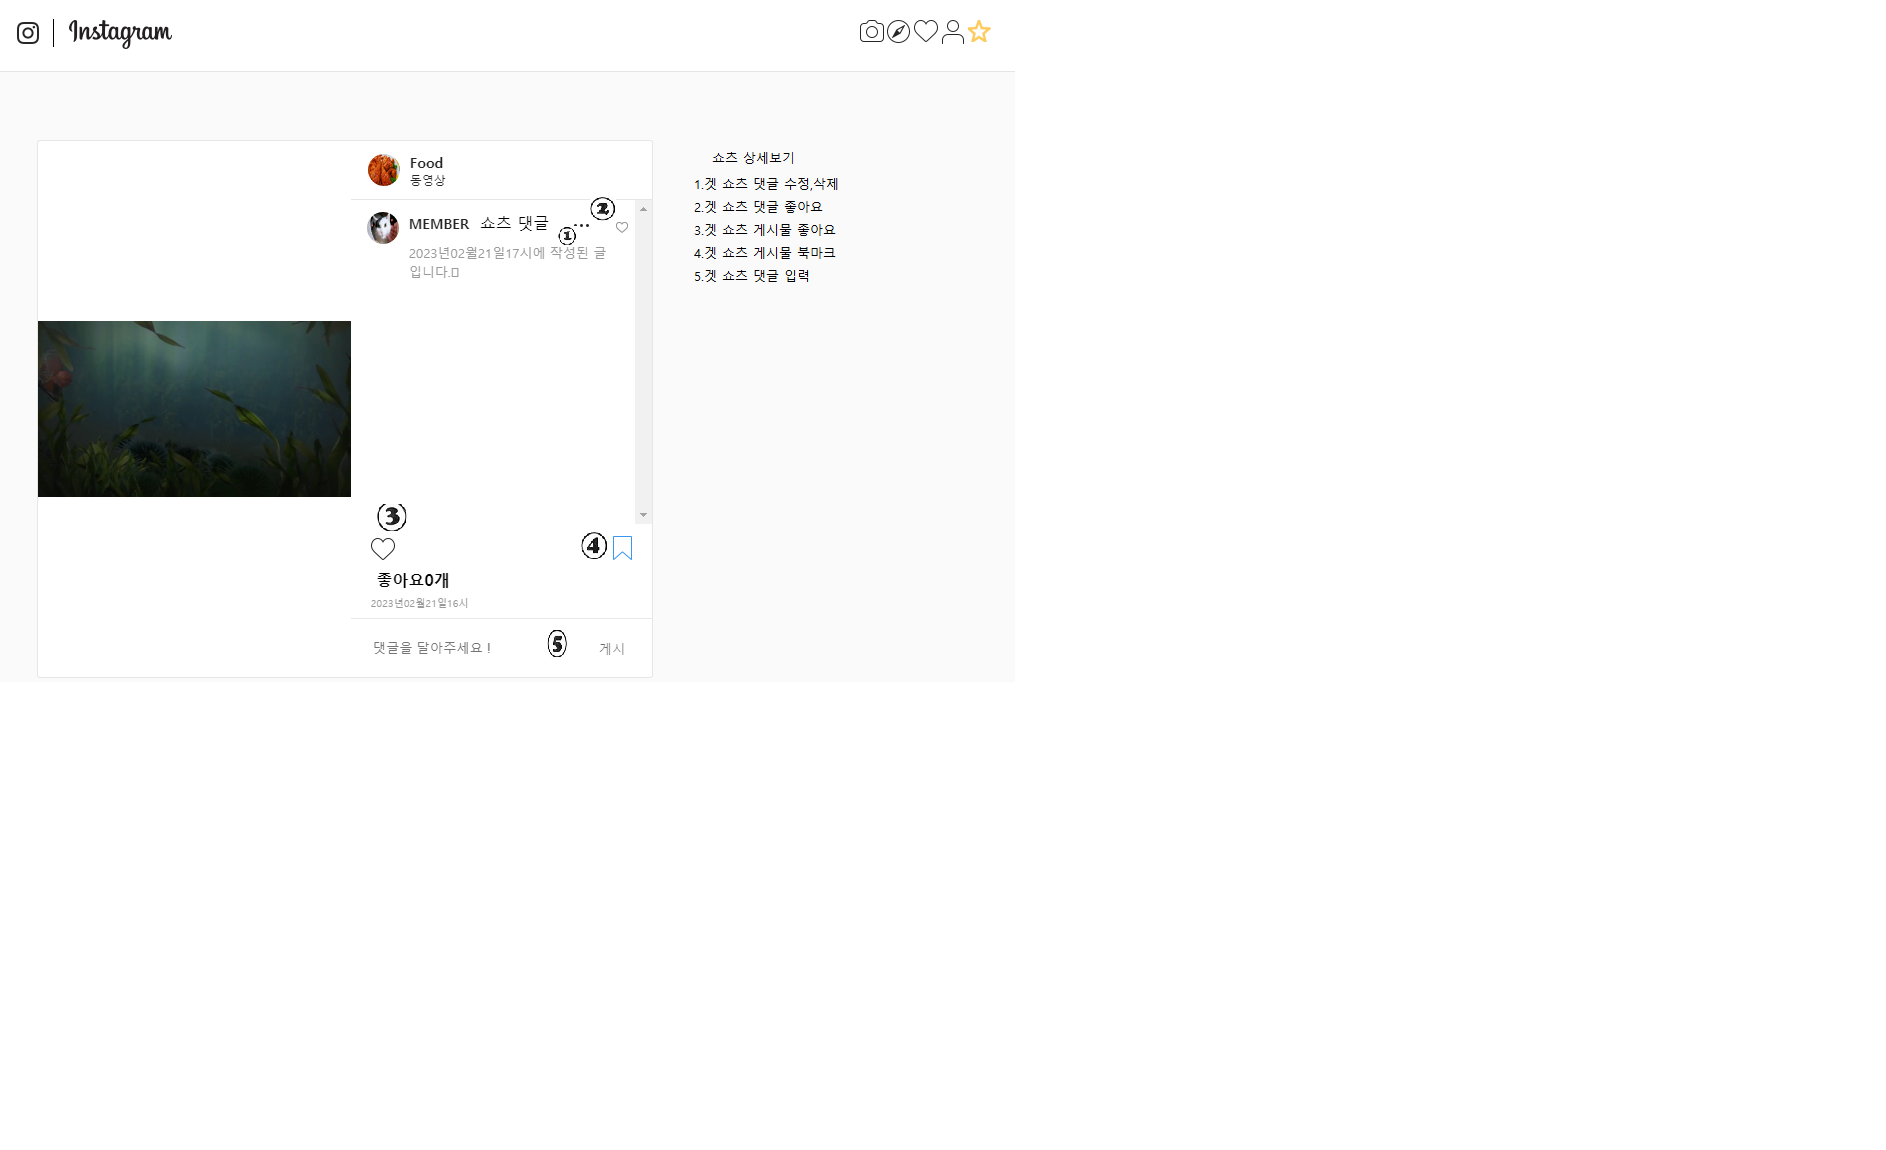 Instagram
Food
동영상
②
MEMBER 쇼츠 댓글 ...
①
2023년02월21일17시에 작성된 글
입니다.
③
④
좋아요0개
2023년02월21일16시
댓글을 달아주세요 !
⑤
게시
쇼츠 상세보기
1.겟 쇼츠 댓글 수정,삭제
2.겟 쇼츠 댓글 좋아요
3.겟 쇼츠 게시물 좋아요
4.겟 쇼츠 게시물 북마크
5.겟 쇼츠 댓글 입력